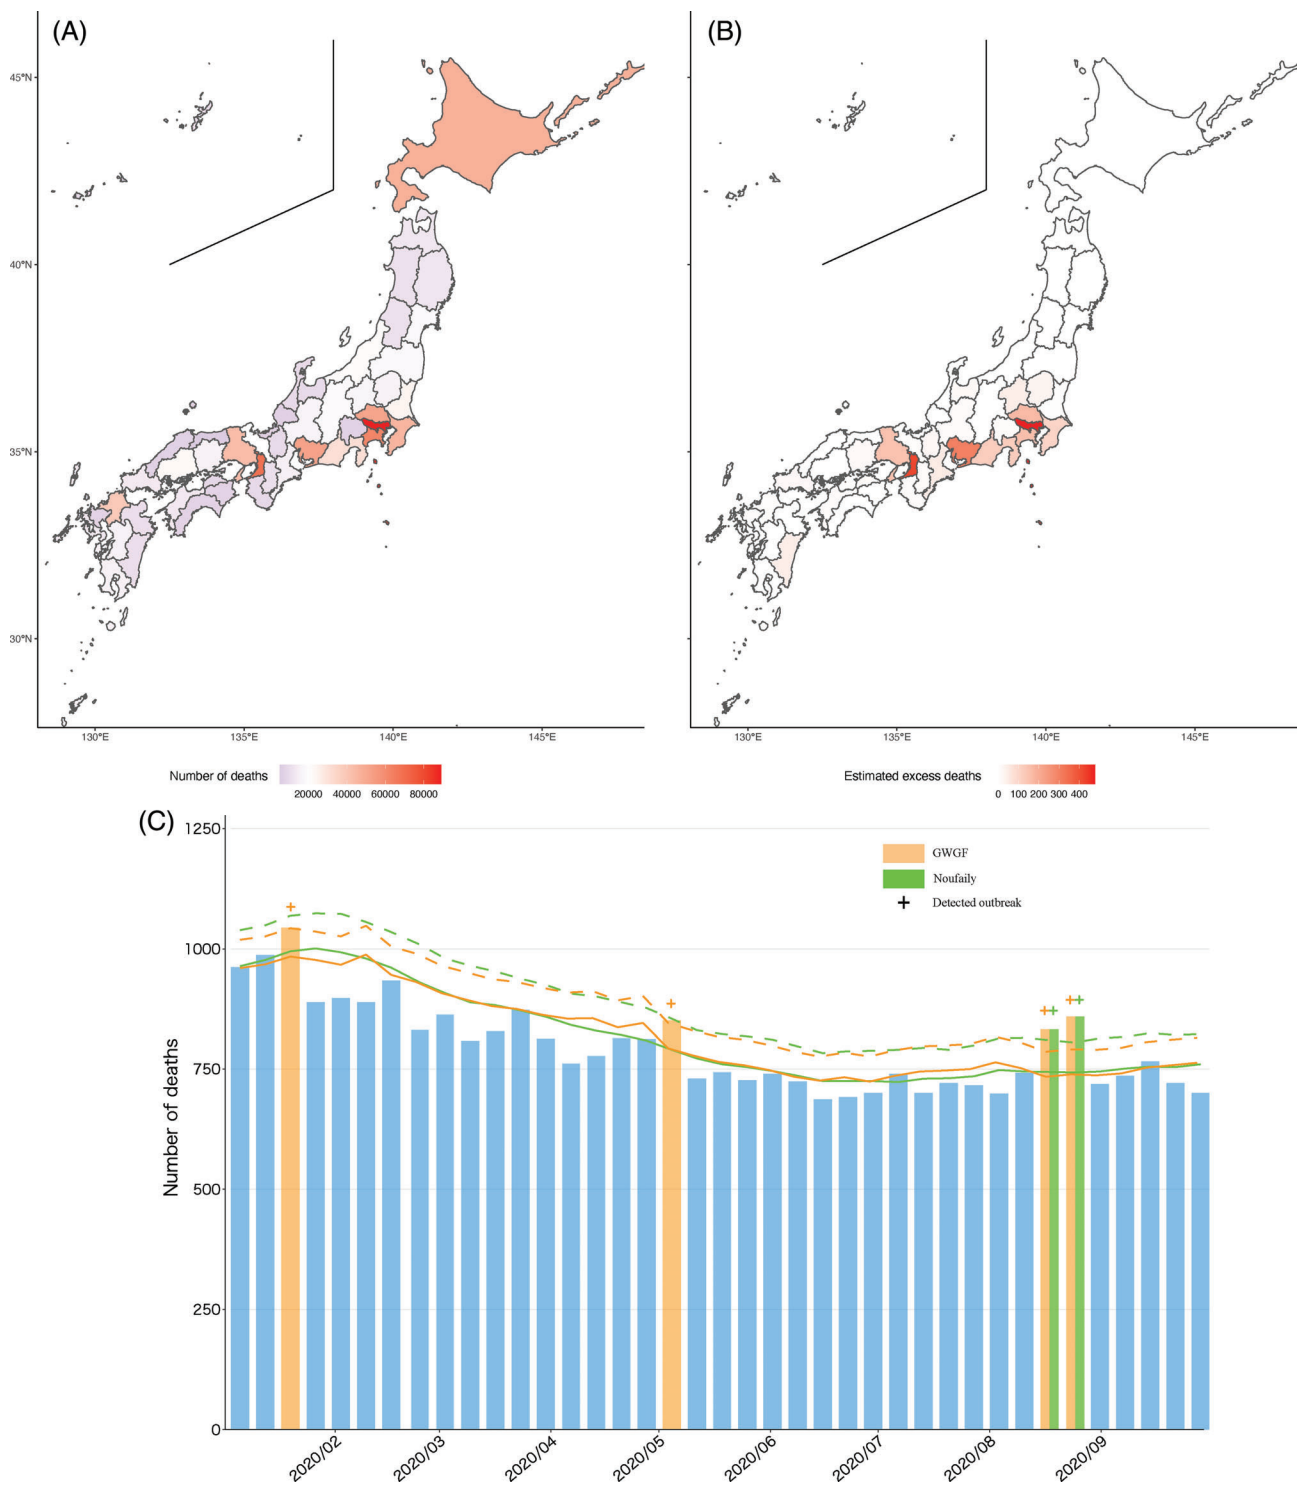 (A)
(B)
45°N
40°N
35°N
30°N
130°E 135°E 140°E 145°E
130°E 135°E 140°E 145°E
Number of deaths
20000 40000 60000 80000
Estimated excess deaths
0 100 200 300 400
(C)
GWGF
Noufaily
+ Detected outbreak
Number of deaths
1250
1000
750
500
250
0
2020/02 2020/03 2020/04 2020/05 2020/06 2020/07 2020/08 2020/09